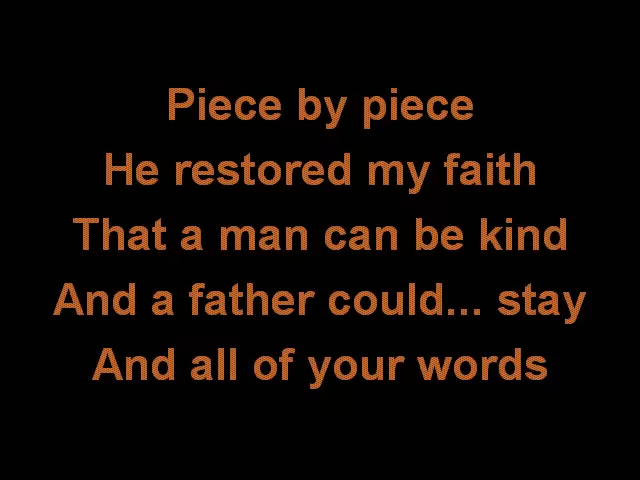 Piece by piece
He restored my faith
That a man can be kind
And a father could... stay
And all of your words